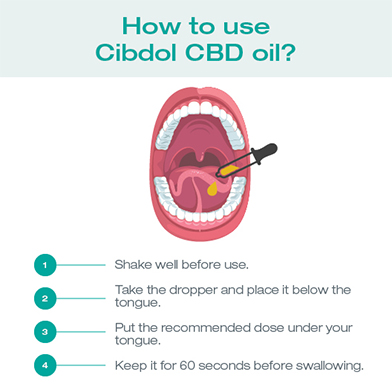 How to use
Cibdol CBD oil?
1 Shake well before use.
2 Take the dropper and place it below the
tongue.
3 Put the recommended dose under your
tongue.
4 Keep it for 60 seconds before swallowing.